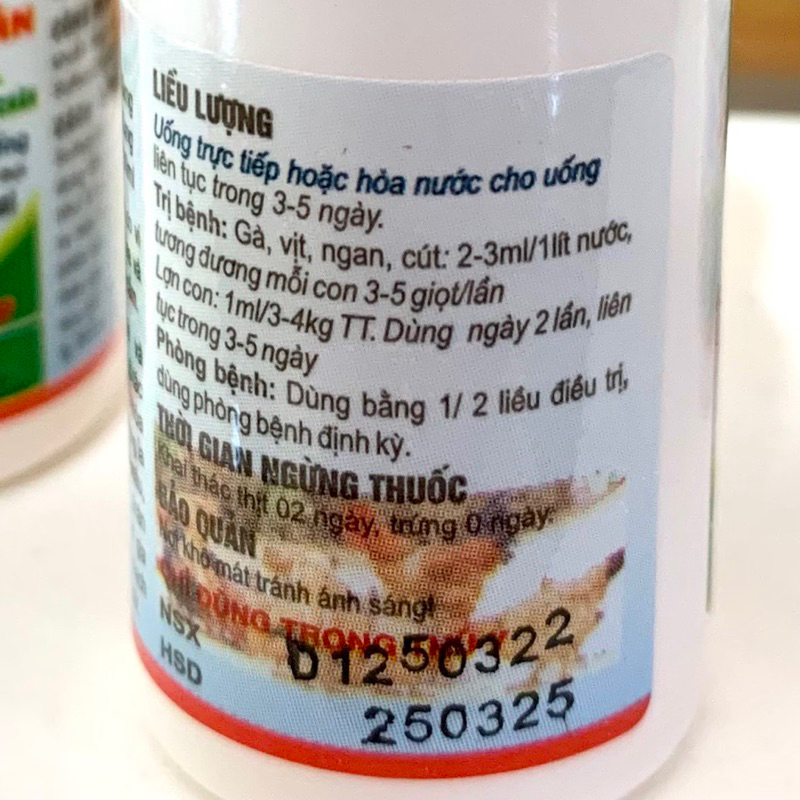 LIỀU LƯỢNG
Uống trực tiếp hoặc hòa nước cho uống
liên tục trong 3-5 ngày.
Trị bệnh: Gà, vịt, ngan, cút: 2-3ml/1lít nước,
tương đương mỗi con 3-5 giọt/lần
Lợn con: 1ml/3-4kg TT. Dùng ngày 2 lần, liên
tục trong 3-5 ngày
Phòng bệnh: Dùng bằng 1/ 2 liều điều trị,
dùng phòng bệnh định kỳ.
THỜI GIAN NGỪNG THUỐC
Khai thác thịt 02 ngày, trứng 0 ngày.
BẢO QUẢN
Nơi khô mát tránh ánh sáng!
CHỈ DÙNG TRONG THÚ Y
NSX D1250322
HSD 250325